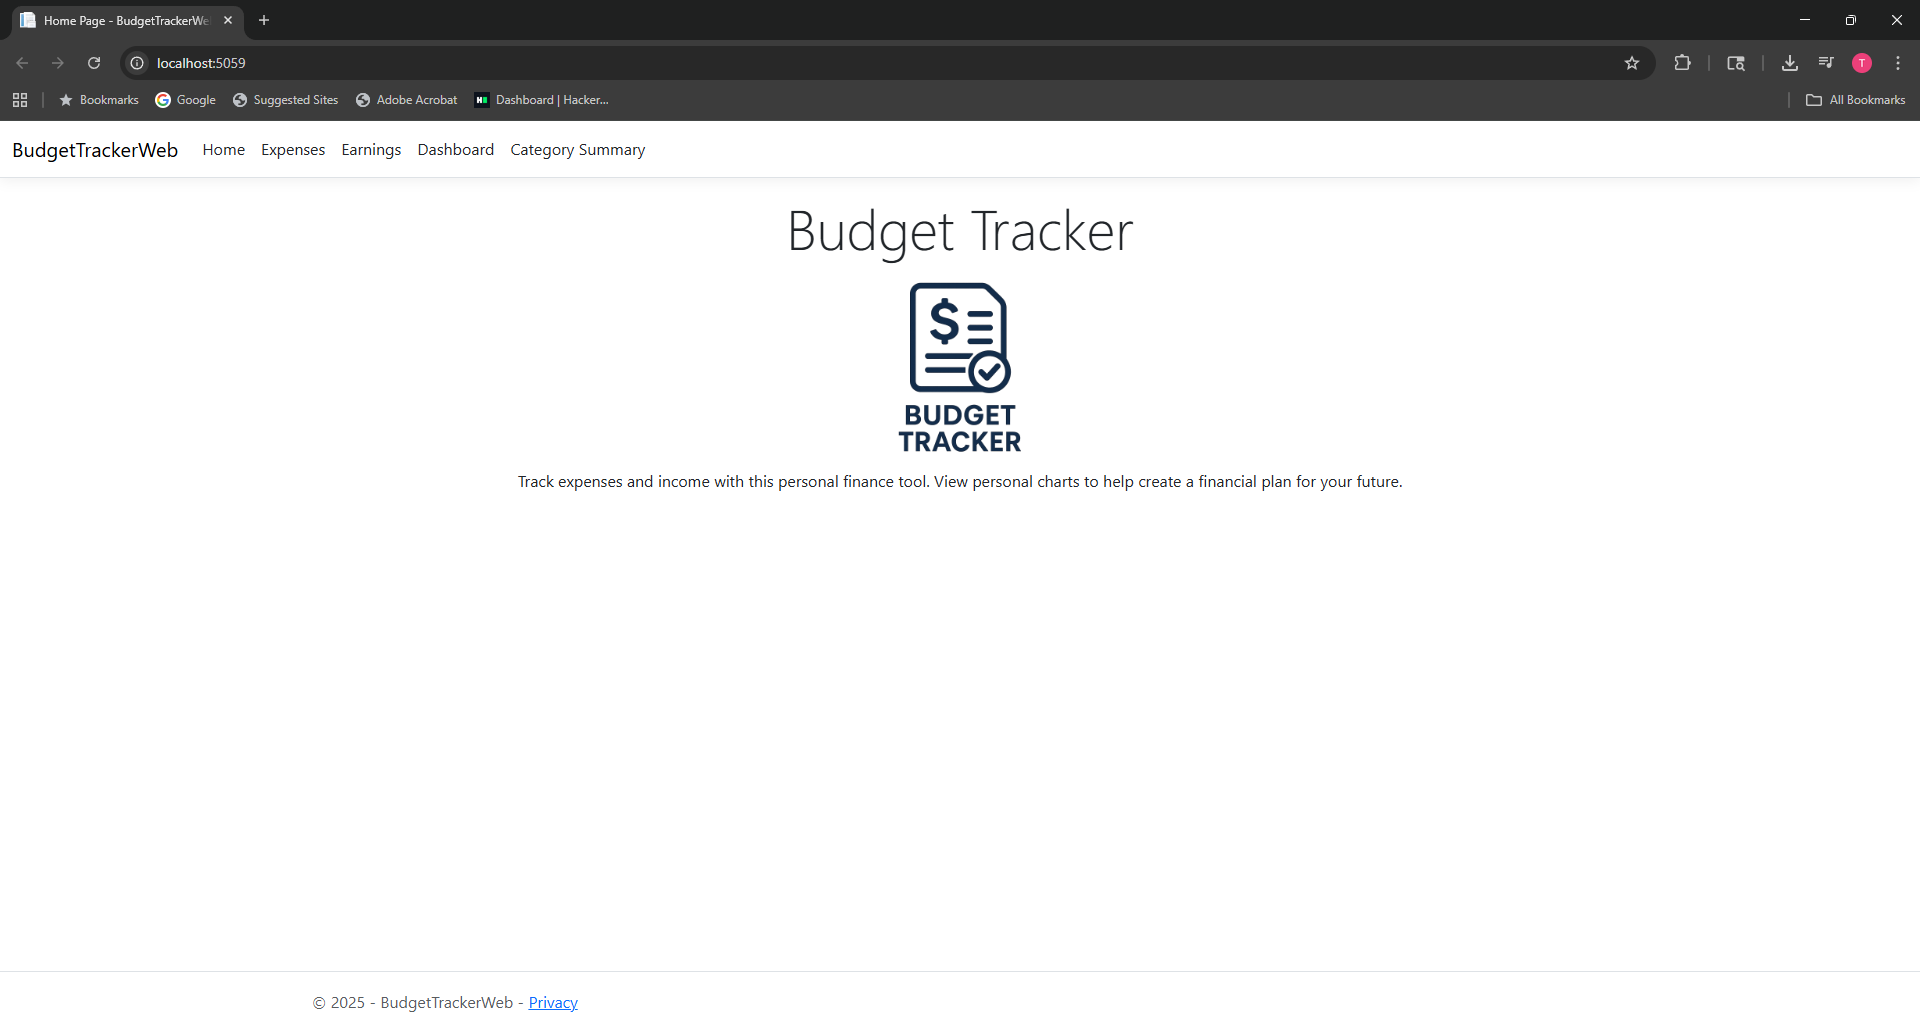 Home Page - BudgetTrackerWe
localhost:5059
Bookmarks Google Suggested Sites Adobe Acrobat Dashboard | Hacker... All Bookmarks
T
BudgetTrackerWeb Home Expenses Earnings Dashboard Category Summary
Budget Tracker
$
BUDGET
TRACKER
Track expenses and income with this personal finance tool. View personal charts to help create a financial plan for your future.
© 2025 - BudgetTrackerWeb - Privacy